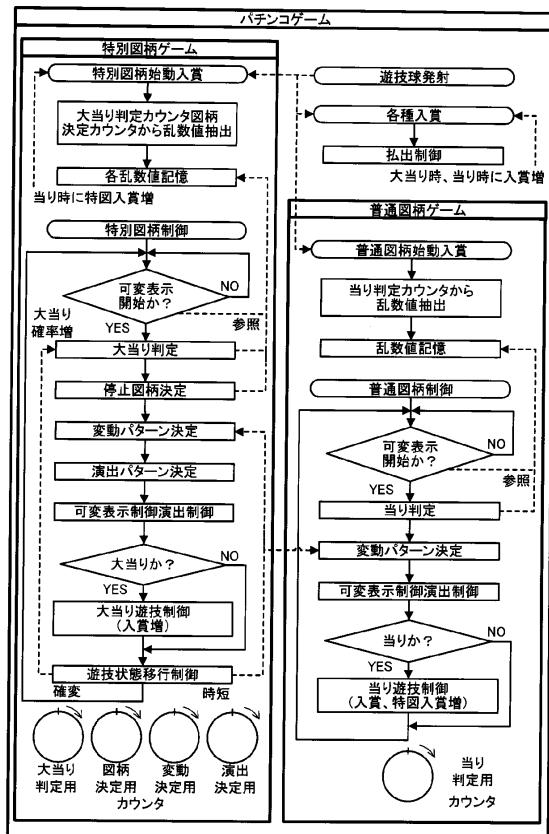 パチンコゲーム
特別図柄ゲーム
特別図柄始動入賞
大当り判定カウンタ図柄
決定カウンタから乱数値抽出
各乱数値記憶
当り時に特図入賞増
特別図柄制御
可変表示
開始か?
NO
YES
参照
大当り
確率増
大当り判定
停止図柄決定
変動パターン決定
演出パターン決定
可変表示制御演出制御
大当りか?
NO
YES
大当り遊技制御
(入賞増)
遊技状態移行制御
確変
時短
大当り
判定用
図柄
決定用
変動
決定用
演出
決定用
カウンタ
遊技球発射
各種入賞
払出制御
大当り時、当り時に入賞増
普通図柄ゲーム
普通図柄始動入賞
当り判定カウンタから
乱数値抽出
乱数値記憶
普通図柄制御
可変表示
開始か?
NO
YES
参照
当り判定
変動パターン決定
可変表示制御演出制御
当りか?
NO
YES
当り遊技制御
(入賞、特図入賞増)
当り
判定用
カウンタ